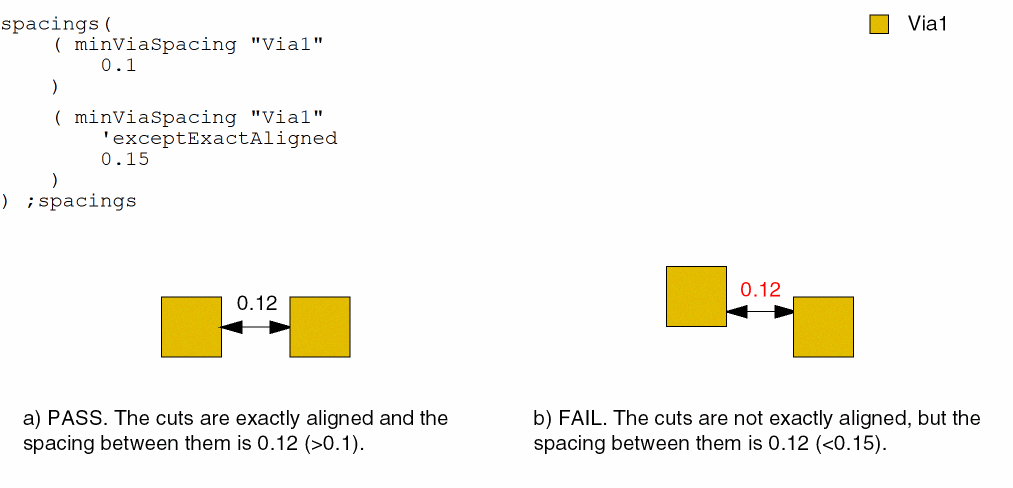 spacings(
    ( minViaSpacing "Via1"
        0.1
    )
    ( minViaSpacing "Via1"
        'exceptExactAligned
        0.15
    )
) ;spacings
Via1
0.12
0.12
a) PASS. The cuts are exactly aligned and the
spacing between them is 0.12 (>0.1).
b) FAIL. The cuts are not exactly aligned, but the
spacing between them is 0.12 (<0.15).